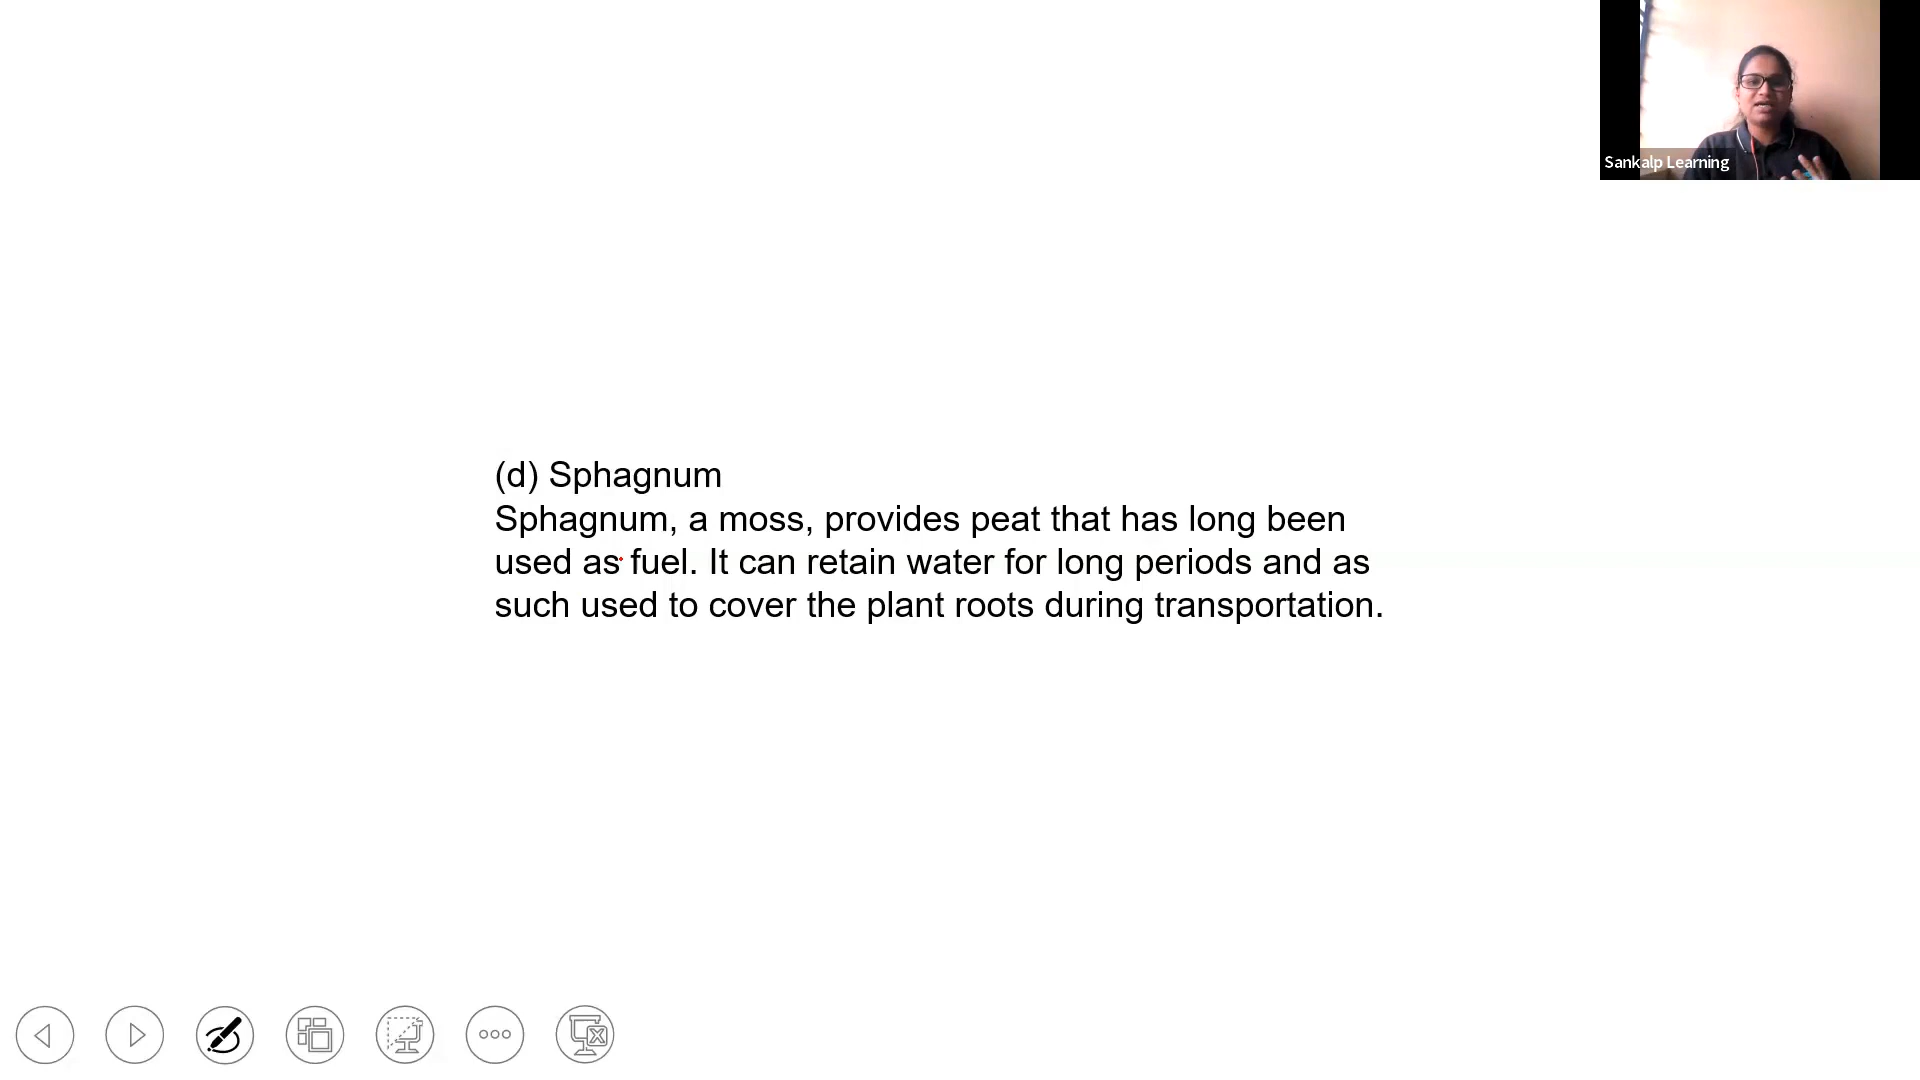 Sankalp Learning
(d) Sphagnum
Sphagnum, a moss, provides peat that has long been
used as fuel. It can retain water for long periods and as
such used to cover the plant roots during transportation.